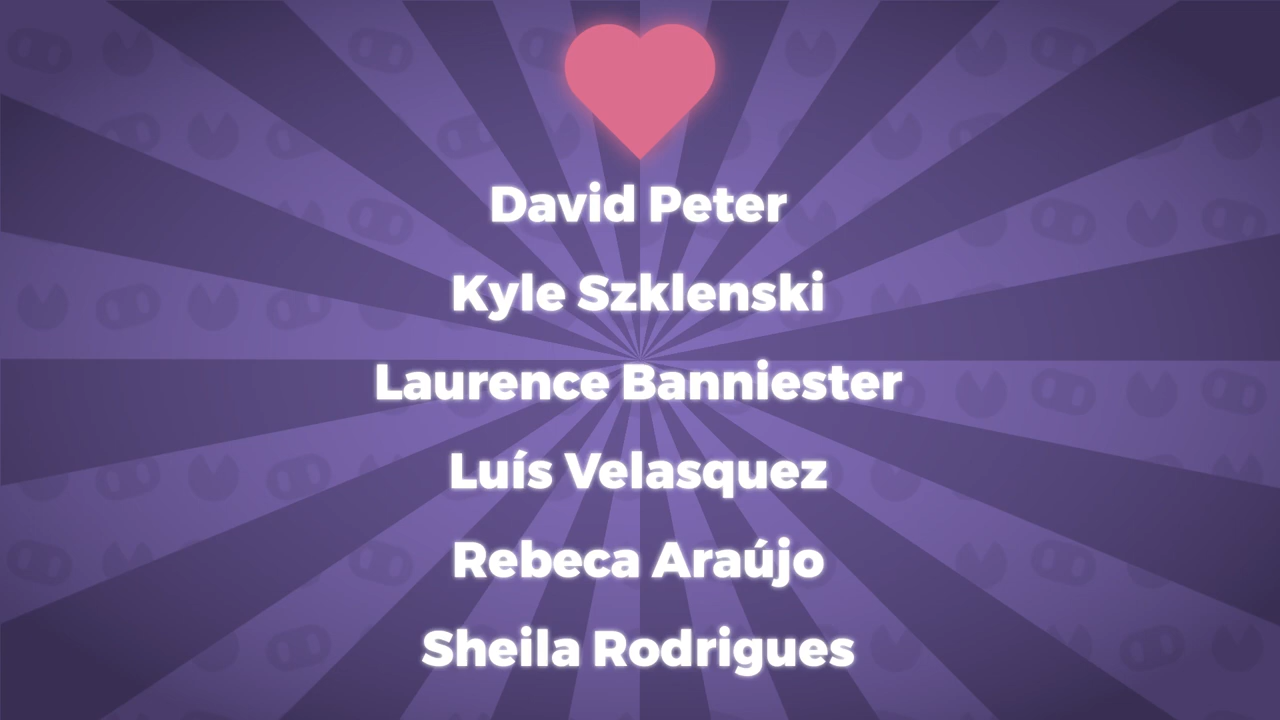 David Peter
Kyle Szklenski
Laurence Banniester
Luís Velasquez
Rebeca Araújo
Sheila Rodrigues